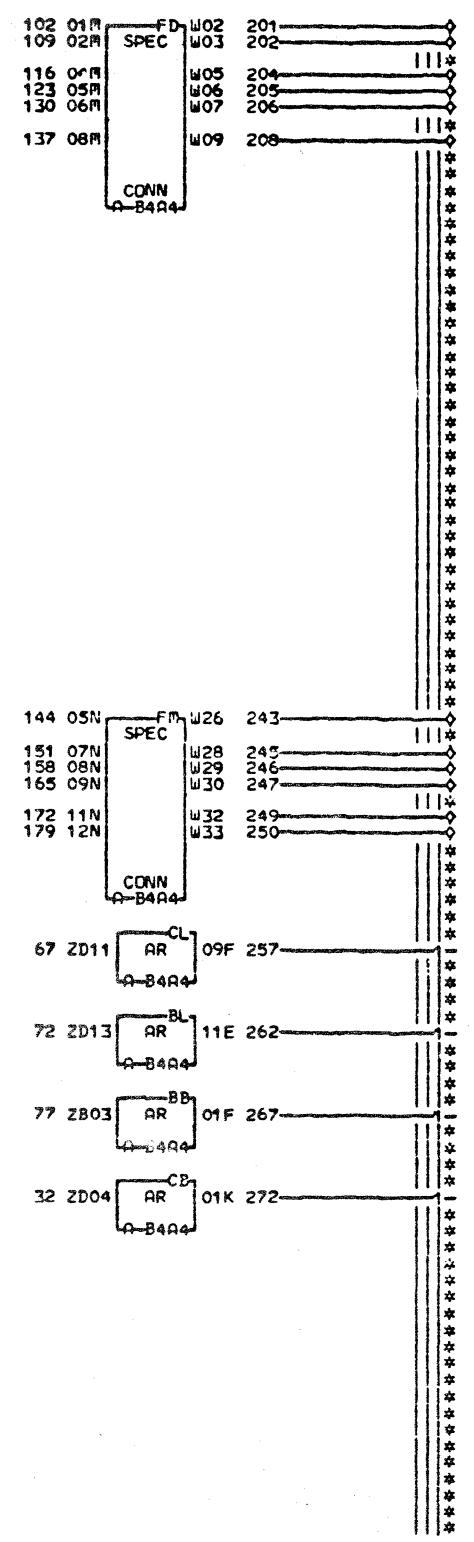 102 01M FD W02 201
109 02M SPEC W03 202
116 04M W05 204
123 05M W06 205
130 06M W07 206
137 08M W09 208
CONN
A-B4A4
144 05N FM W26 243
SPEC
151 07N W28 245
158 08N W29 246
165 09N W30 247
172 11N W32 249
179 12N W33 250
CONN
A-B4A4
CL
67 ZD11 AR 09F 257
A-B4A4
BL
72 ZD13 AR 11E 262
A-B4A4
BB
77 ZB03 AR 01F 267
A-B4A4
CB
32 ZD04 AR 01K 272
A-B4A4